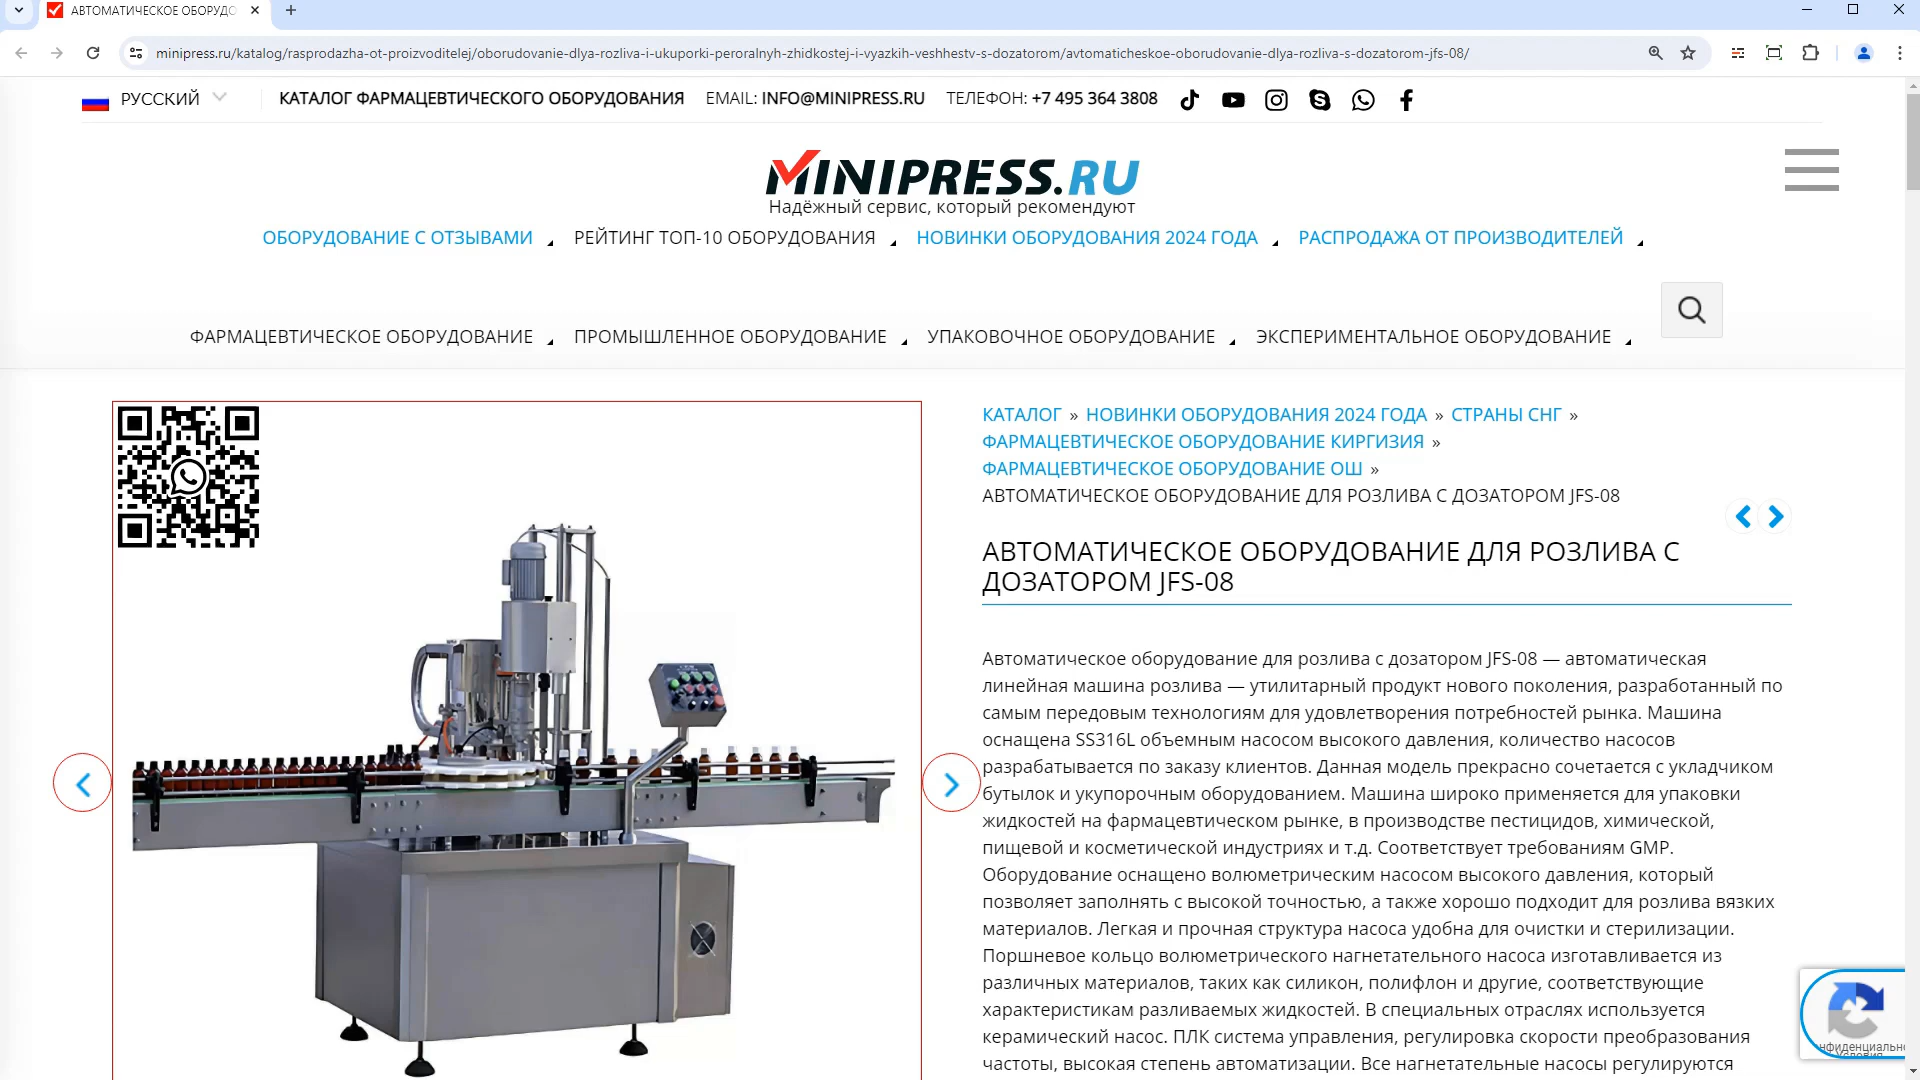 АВТОМАТИЧЕСКОЕ ОБОРУДО
minipress.ru/katalog/rasprodazha-ot-proizvoditelej/oborudovanie-dlya-rozliva-i-ukuporki-peroralnyh-zhidkostej-i-vyazkih-veshhestv-s-dozatorom/avtomaticheskoe-oborudovanie-dlya-rozliva-s-dozatorom-jfs-08/
РУССКИЙ КАТАЛОГ ФАРМАЦЕВТИЧЕСКОГО ОБОРУДОВАНИЯ EMAIL: INFO@MINIPRESS.RU ТЕЛЕФОН: +7 495 364 3808
MINIPRESS.RU
Надёжный сервис, который рекомендуют
ОБОРУДОВАНИЕ С ОТЗЫВАМИ РЕЙТИНГ ТОП-10 ОБОРУДОВАНИЯ НОВИНКИ ОБОРУДОВАНИЯ 2024 ГОДА РАСПРОДАЖА ОТ ПРОИЗВОДИТЕЛЕЙ
ФАРМАЦЕВТИЧЕСКОЕ ОБОРУДОВАНИЕ ПРОМЫШЛЕННОЕ ОБОРУДОВАНИЕ УПАКОВОЧНОЕ ОБОРУДОВАНИЕ ЭКСПЕРИМЕНТАЛЬНОЕ ОБОРУДОВАНИЕ
КАТАЛОГ » НОВИНКИ ОБОРУДОВАНИЯ 2024 ГОДА » СТРАНЫ СНГ »
ФАРМАЦЕВТИЧЕСКОЕ ОБОРУДОВАНИЕ КИРГИЗИЯ »
ФАРМАЦЕВТИЧЕСКОЕ ОБОРУДОВАНИЕ ОШ »
АВТОМАТИЧЕСКОЕ ОБОРУДОВАНИЕ ДЛЯ РОЗЛИВА С ДОЗАТОРОМ JFS-08
АВТОМАТИЧЕСКОЕ ОБОРУДОВАНИЕ ДЛЯ РОЗЛИВА С
ДОЗАТОРОМ JFS-08
Автоматическое оборудование для розлива с дозатором JFS-08 — автоматическая
линейная машина розлива — утилитарный продукт нового поколения, разработанный по
самым передовым технологиям для удовлетворения потребностей рынка. Машина
оснащена SS316L объемным насосом высокого давления, количество насосов
разрабатывается по заказу клиентов. Данная модель прекрасно сочетается с укладчиком
бутылок и укупорочным оборудованием. Машина широко применяется для упаковки
жидкостей на фармацевтическом рынке, в производстве пестицидов, химической,
пищевой и косметической индустриях и т.д. Соответствует требованиям GMP.
Оборудование оснащено волюметрическим насосом высокого давления, который
позволяет заполнять с высокой точностью, а также хорошо подходит для розлива вязких
материалов. Легкая и прочная структура насоса удобна для очистки и стерилизации.
Поршневое кольцо волюметрического нагнетательного насоса изготавливается из
различных материалов, таких как силикон, полифлон и другие, соответствующие
характеристикам разливаемых жидкостей. В специальных отраслях используется
керамический насос. ПЛК система управления, регулировка скорости преобразования
частоты, высокая степень автоматизации. Все нагнетательные насосы регулируются
нфиденциальнос